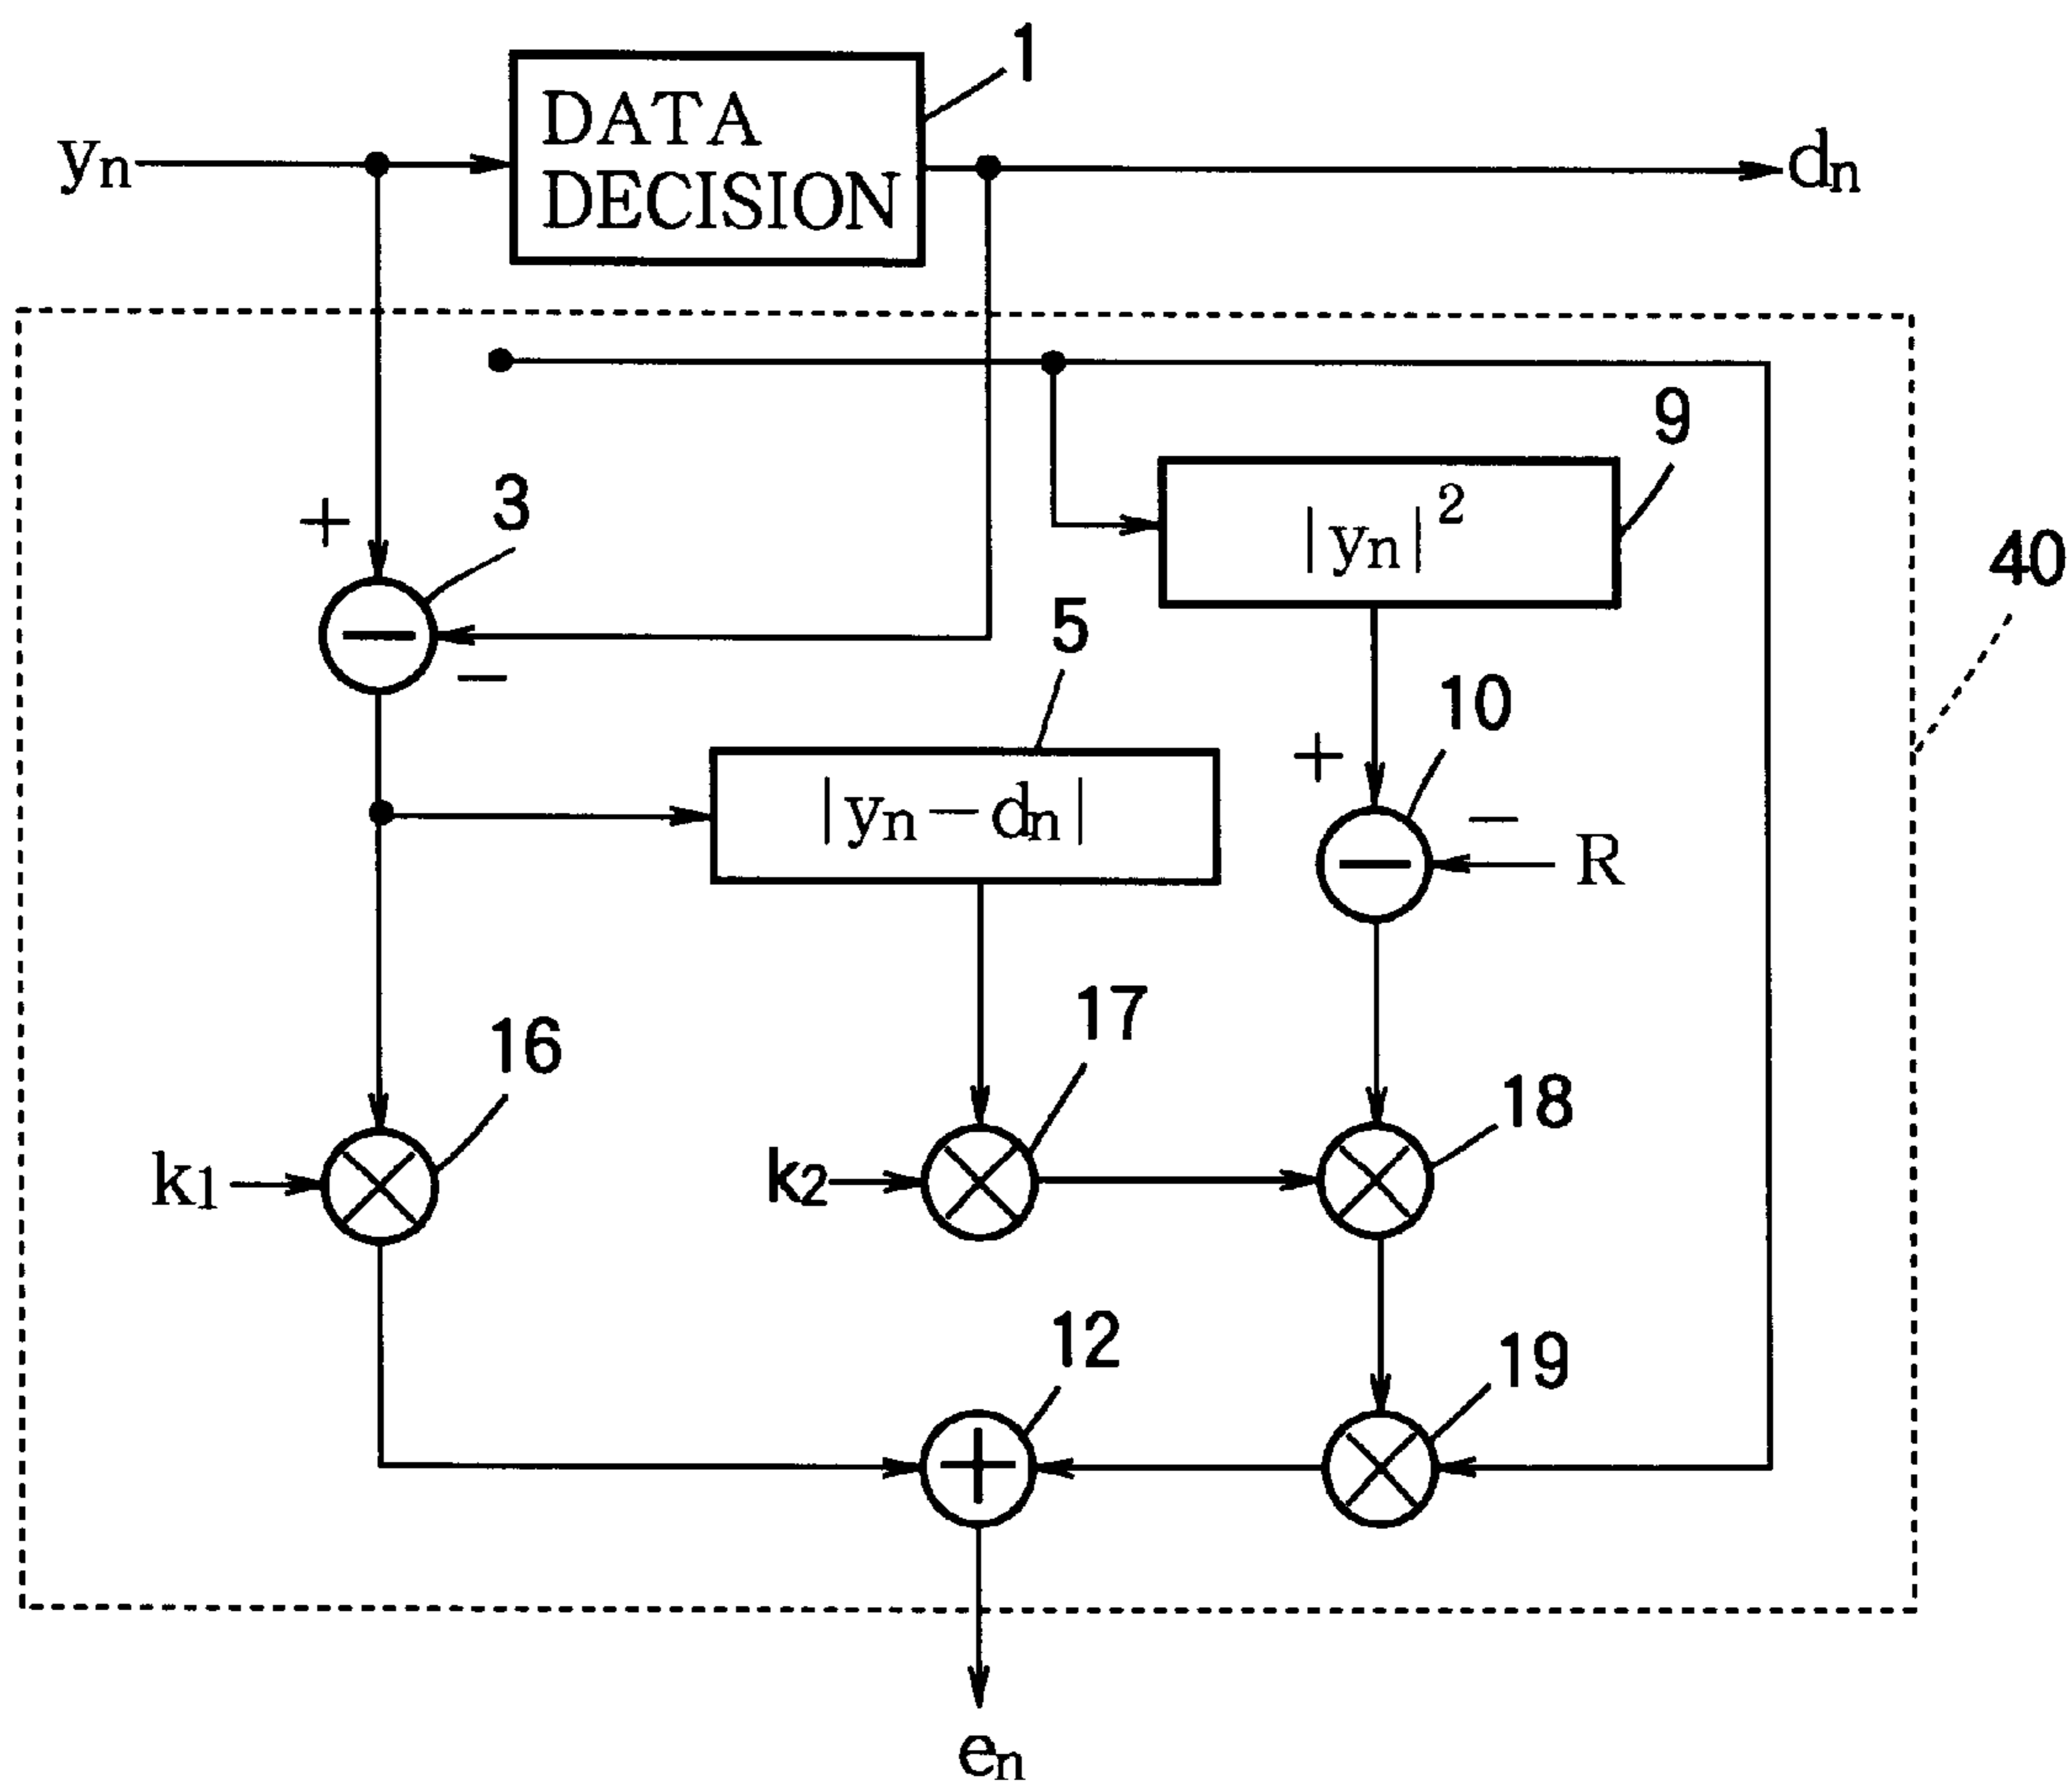 1
DATA
DECISION
yn
dn
9
+
3
|yn|²
40
−
5
10
+
|yn−dn|
−
R
17
16
18
k1
k2
12
19
en